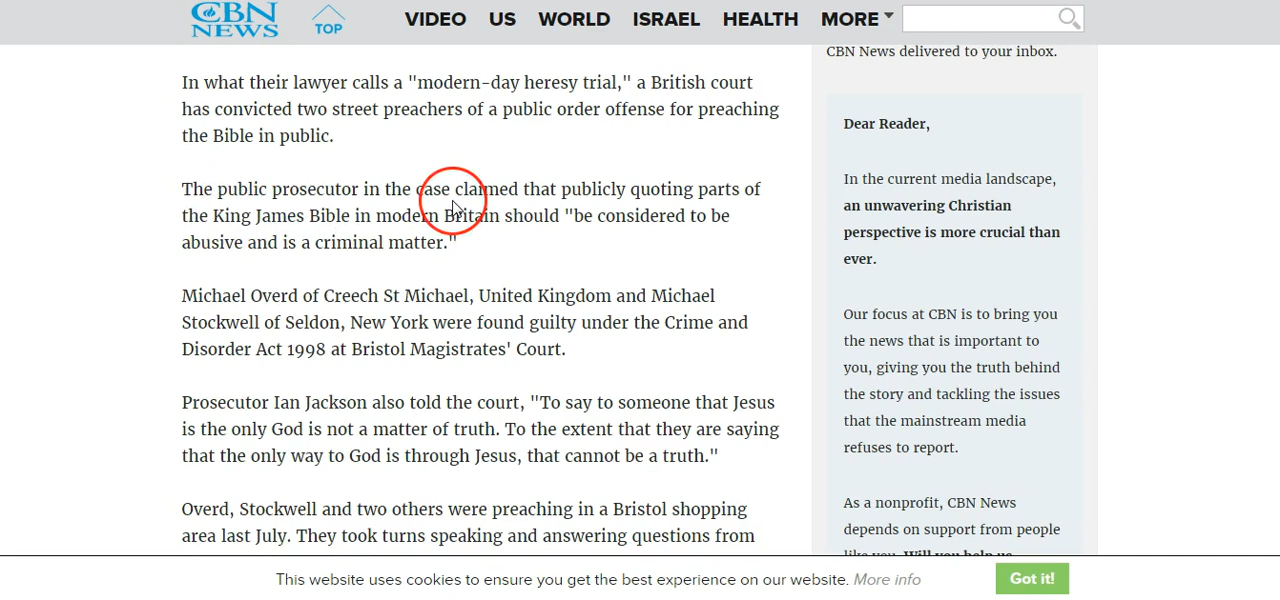 CBN NEWS
TOP
VIDEO US WORLD ISRAEL HEALTH MORE
CBN News delivered to your inbox.
In what their lawyer calls a "modern-day heresy trial," a British court
has convicted two street preachers of a public order offense for preaching
the Bible in public.
The public prosecutor in the case claimed that publicly quoting parts of
the King James Bible in modern Britain should "be considered to be
abusive and is a criminal matter."
Michael Overd of Creech St Michael, United Kingdom and Michael
Stockwell of Seldon, New York were found guilty under the Crime and
Disorder Act 1998 at Bristol Magistrates' Court.
Prosecutor Ian Jackson also told the court, "To say to someone that Jesus
is the only God is not a matter of truth. To the extent that they are saying
that the only way to God is through Jesus, that cannot be a truth."
Overd, Stockwell and two others were preaching in a Bristol shopping
area last July. They took turns speaking and answering questions from
Dear Reader,
In the current media landscape,
an unwavering Christian
perspective is more crucial than
ever.
Our focus at CBN is to bring you
the news that is important to
you, giving you the truth behind
the story and tackling the issues
that the mainstream media
refuses to report.
As a nonprofit, CBN News
depends on support from people
like you. Will you help us
This website uses cookies to ensure you get the best experience on our website. More info
Got it!